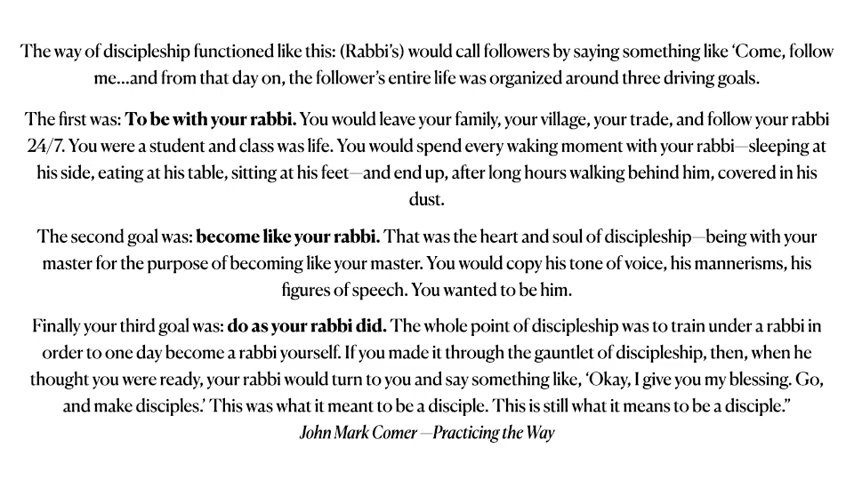 The way of discipleship functioned like this: (Rabbi's) would call followers by saying something like ‘Come, follow
me...and from that day on, the follower's entire life was organized around three driving goals.
The first was: To be with your rabbi. You would leave your family, your village, your trade, and follow your rabbi
24/7. You were a student and class was life. You would spend every waking moment with your rabbi—sleeping at
his side, eating at his table, sitting at his feet—and end up, after long hours walking behind him, covered in his
dust.
The second goal was: become like your rabbi. That was the heart and soul of discipleship—being with your
master for the purpose of becoming like your master. You would copy his tone of voice, his mannerisms, his
figures of speech. You wanted to be him.
Finally your third goal was: do as your rabbi did. The whole point of discipleship was to train under a rabbi in
order to one day become a rabbi yourself. If you made it through the gauntlet of discipleship, then, when he
thought you were ready, your rabbi would turn to you and say something like, ‘Okay, I give you my blessing. Go,
and make disciples.’ This was what it meant to be a disciple. This is still what it means to be a disciple.”
John Mark Comer —Practicing the Way